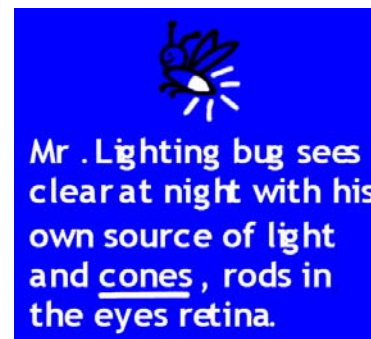 Mr . Lighting bug sees
clear at night with his
own source of light
and cones , rods in
the eyes retina.